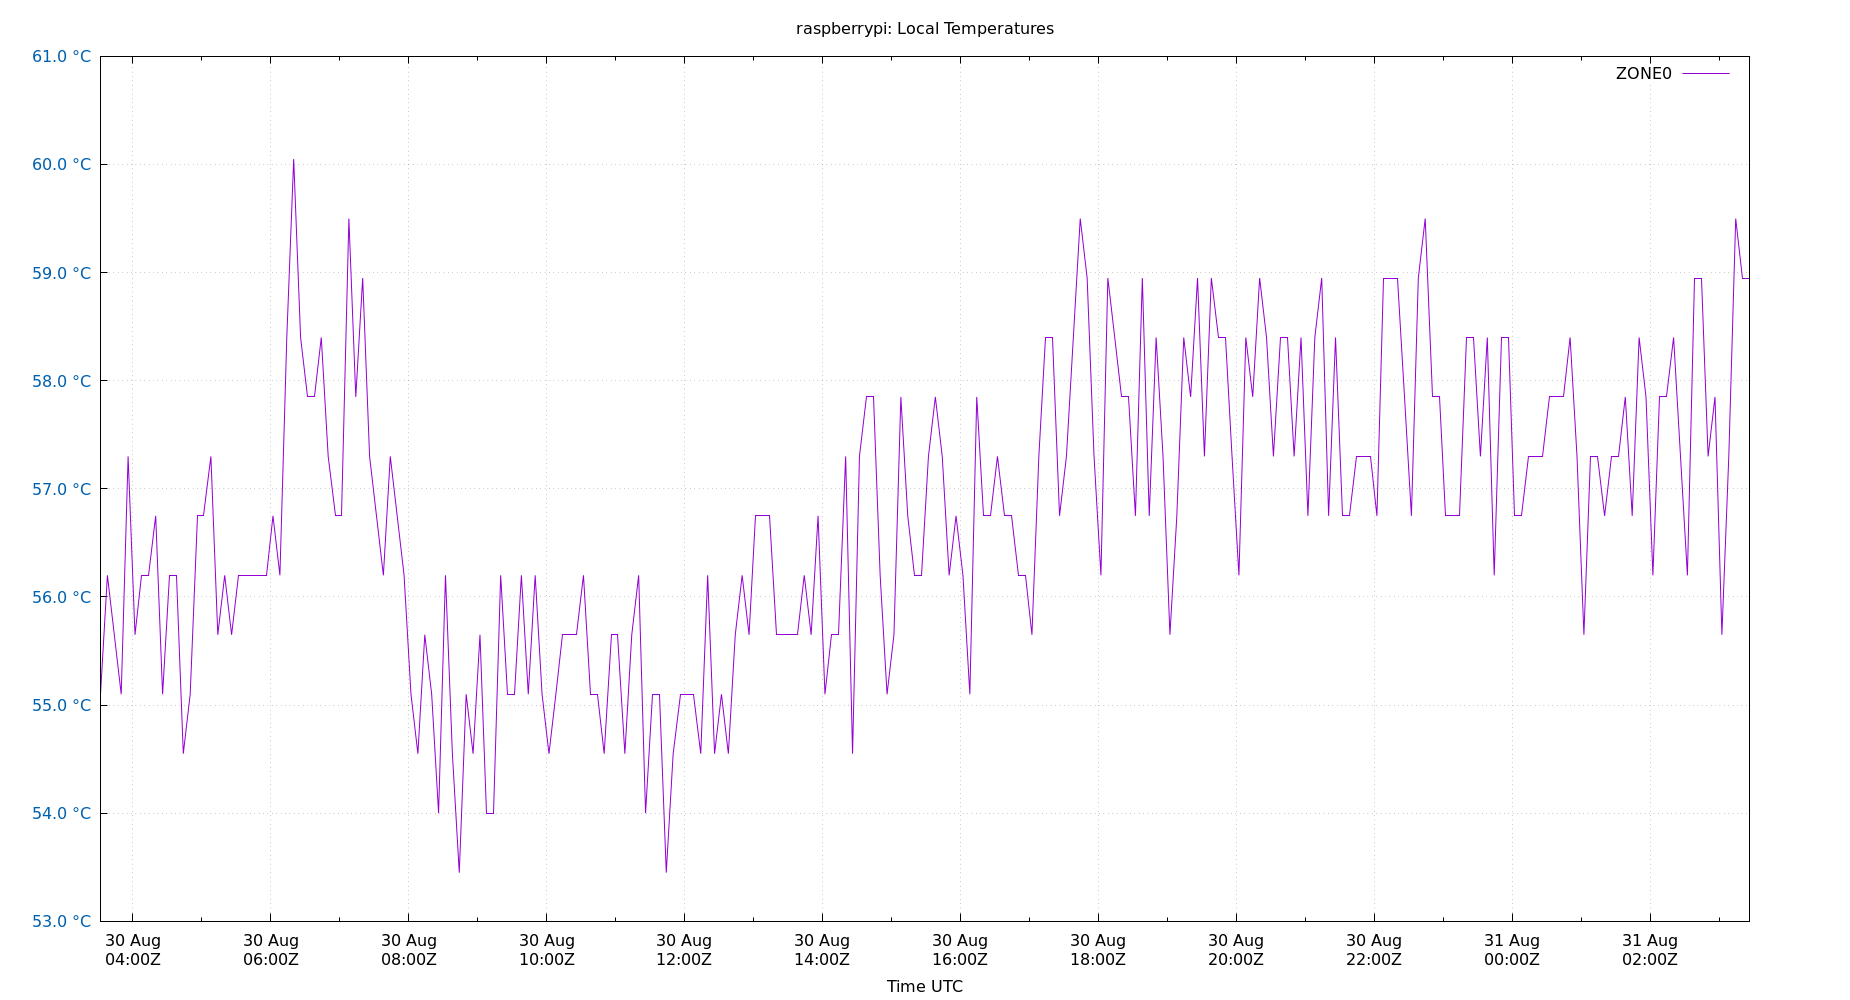 raspberrypi: Local Temperatures
61.0 °C
ZONE0
60.0 °C
59.0 °C
58.0 °C
57.0 °C
56.0 °C
55.0 °C
54.0 °C
53.0 °C
30 Aug 30 Aug 30 Aug 30 Aug 30 Aug 30 Aug 30 Aug 30 Aug 30 Aug 30 Aug 31 Aug 31 Aug
04:00Z 06:00Z 08:00Z 10:00Z 12:00Z 14:00Z 16:00Z 18:00Z 20:00Z 22:00Z 00:00Z 02:00Z
Time UTC